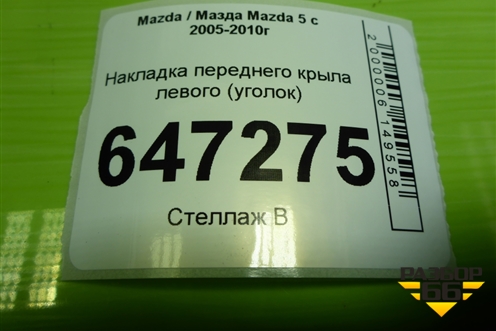 Mazda / Мазда Mazda 5 с
2005-2010г
Накладка переднего крыла
левого (уголок)
647275
Стеллаж В
2000006149558
РАЗБОР
66